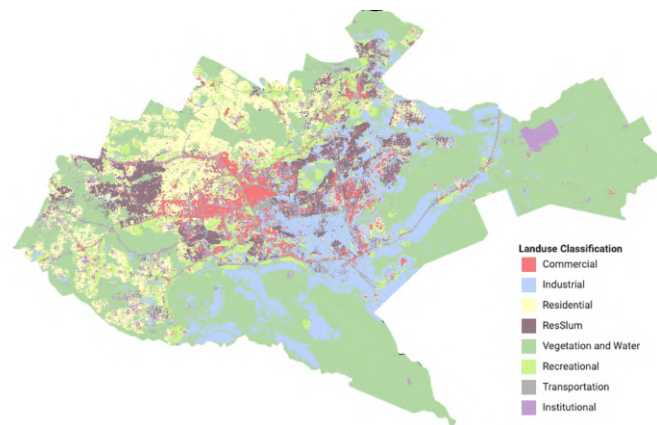 Landuse Classification
Commercial
Industrial
Residential
ResSlum
Vegetation and Water
Recreational
Transportation
Institutional